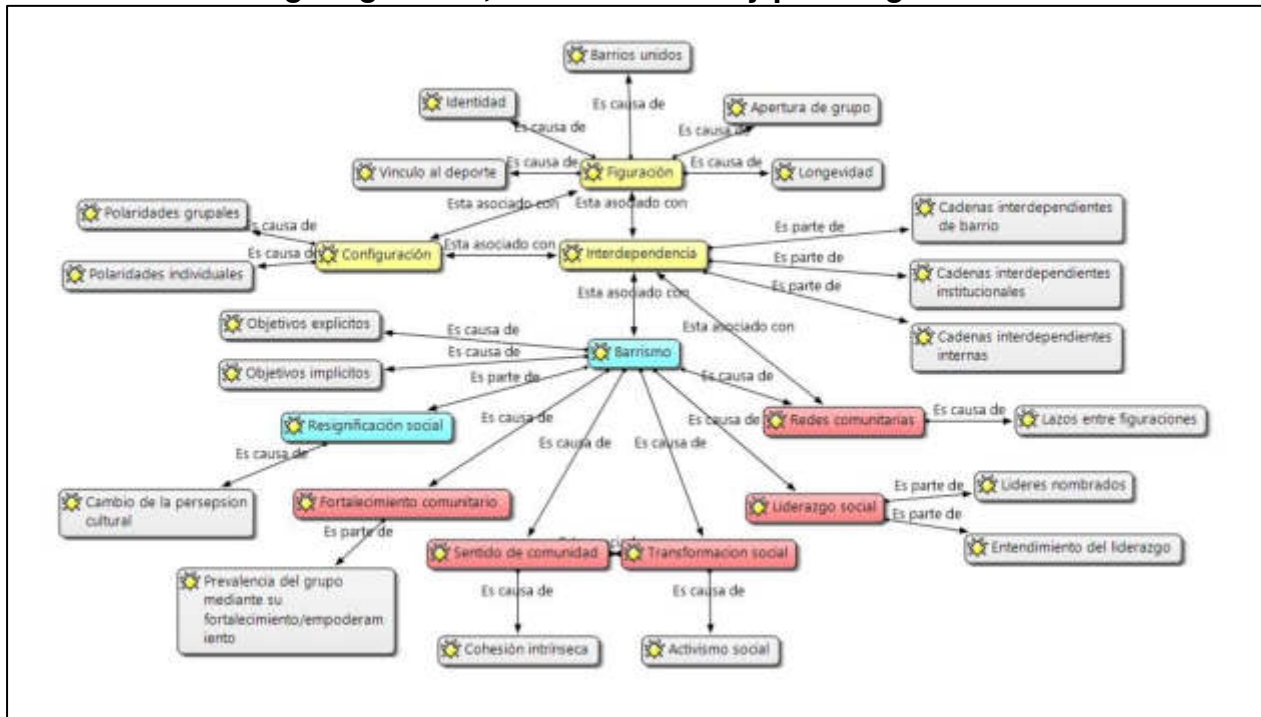 Barrios unidos
Es causa de
Identidad
Es causa de
Apertura de grupo
Es causa de
Vinculo al deporte
Es causa de
Figuración
Es causa de
Longevidad
Esta asociado con
Esta asociado con
Polaridades grupales
Es causa de
Polaridades individuales
Es causa de
Configuración
Esta asociado con
Interdependencia
Es parte de
Cadenas interdependientes
de barrio
Es parte de
Cadenas interdependientes
institucionales
Es parte de
Cadenas interdependientes
internas
Esta asociado con
Esta asociado con
Objetivos explícitos
Es causa de
Objetivos implícitos
Es causa de
Barrismo
Es parte de
Es causa de
Es causa de
Es causa de
Es causa de
Es causa de
Resignificación social
Es causa de
Cambio de la persepsion
cultural
Redes comunitarias
Es causa de
Lazos entre figuraciones
Fortalecimiento comunitario
Es parte de
Prevalencia del grupo
mediante su
fortalecimiento/empoderam
iento
Liderazgo social
Es parte de
Lideres nombrados
Es parte de
Entendimiento del liderazgo
Sentido de comunidad
Transformacion social
Es causa de
Es causa de
Cohesión intrínseca
Activismo social